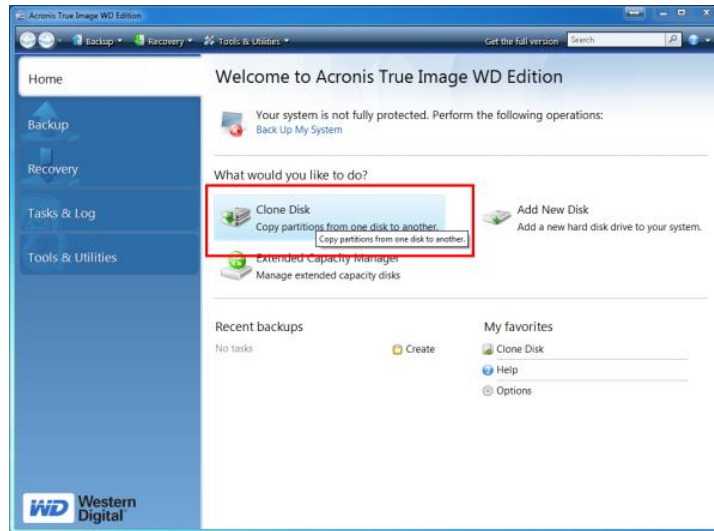 Acronis True Image WD Edition
Backup Recovery Tools & Utilities Get the full version Search
Home
Backup
Recovery
Tasks & Log
Tools & Utilities
Welcome to Acronis True Image WD Edition
Your system is not fully protected. Perform the following operations:
Back Up My System
What would you like to do?
Clone Disk
Copy partitions from one disk to another.
Copy partitions from one disk to another.
Add New Disk
Add a new hard disk drive to your system.
Extended Capacity Manager
Manage extended capacity disks
Recent backups
No tasks
Create
My favorites
Clone Disk
Help
Options
WD Western
Digital